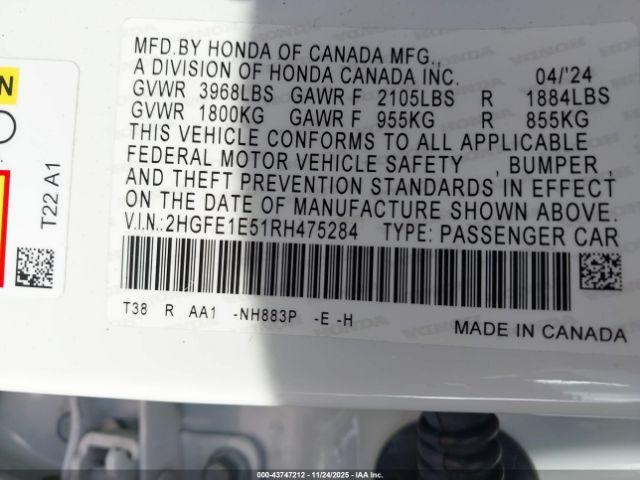 MFD.BY HONDA OF CANADA MFG.,
A DIVISION OF HONDA CANADA INC. 04/'24
GVWR 3968LBS GAWR F 2105LBS R 1884LBS
GVWR 1800KG GAWR F 955KG R 855KG
THIS VEHICLE CONFORMS TO ALL APPLICABLE
FEDERAL MOTOR VEHICLE SAFETY , BUMPER ,
AND THEFT PREVENTION STANDARDS IN EFFECT
ON THE DATE OF MANUFACTURE SHOWN ABOVE.
V.I.N.:2HGFE1E51RH475284 TYPE: PASSENGER CAR
T38 R AA1 -NH883P -E -H
MADE IN CANADA
T22 A1
00-43747212 - 11/24/2025 - IAAI, Inc.